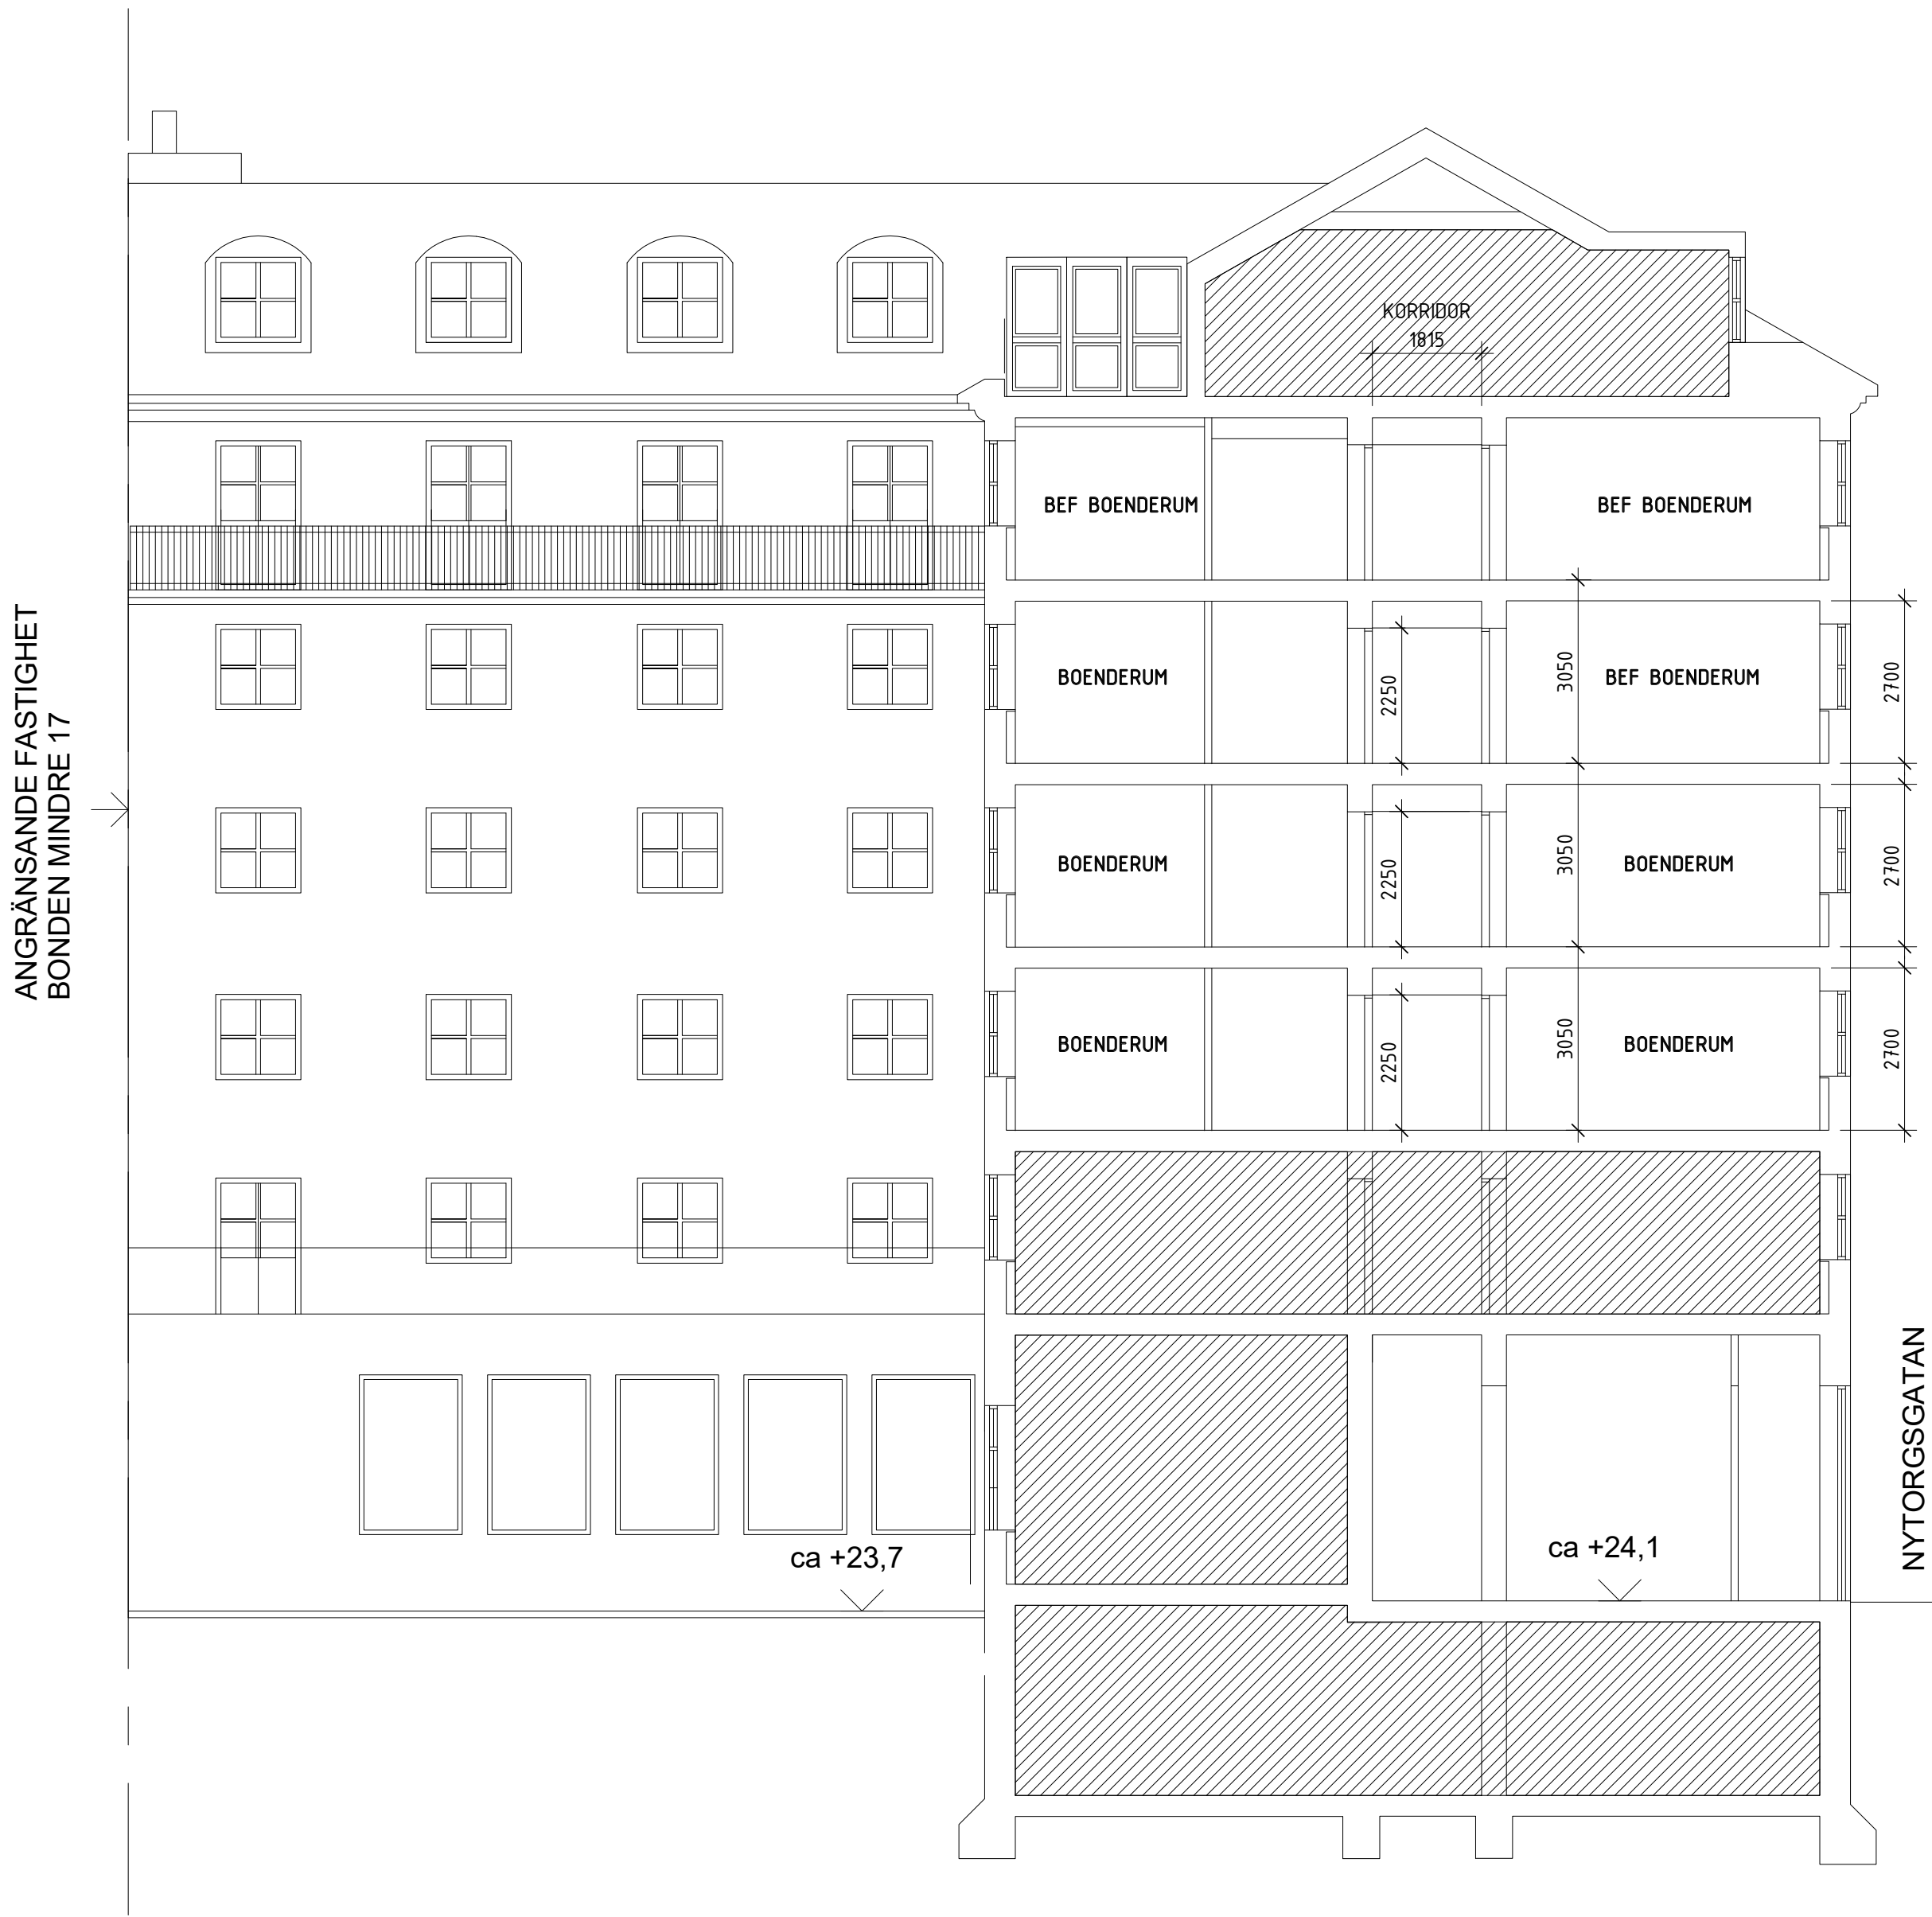 KORRIDOR
1815
BEF BOENDERUM
BEF BOENDERUM
ANGRÄNSANDE FASTIGHET
BONDEN MINDRE 17
BOENDERUM
2250
3050
BEF BOENDERUM
2700
BOENDERUM
2250
3050
BOENDERUM
2700
BOENDERUM
2250
3050
BOENDERUM
2700
NYTORGSGATAN
ca +23,7
ca +24,1